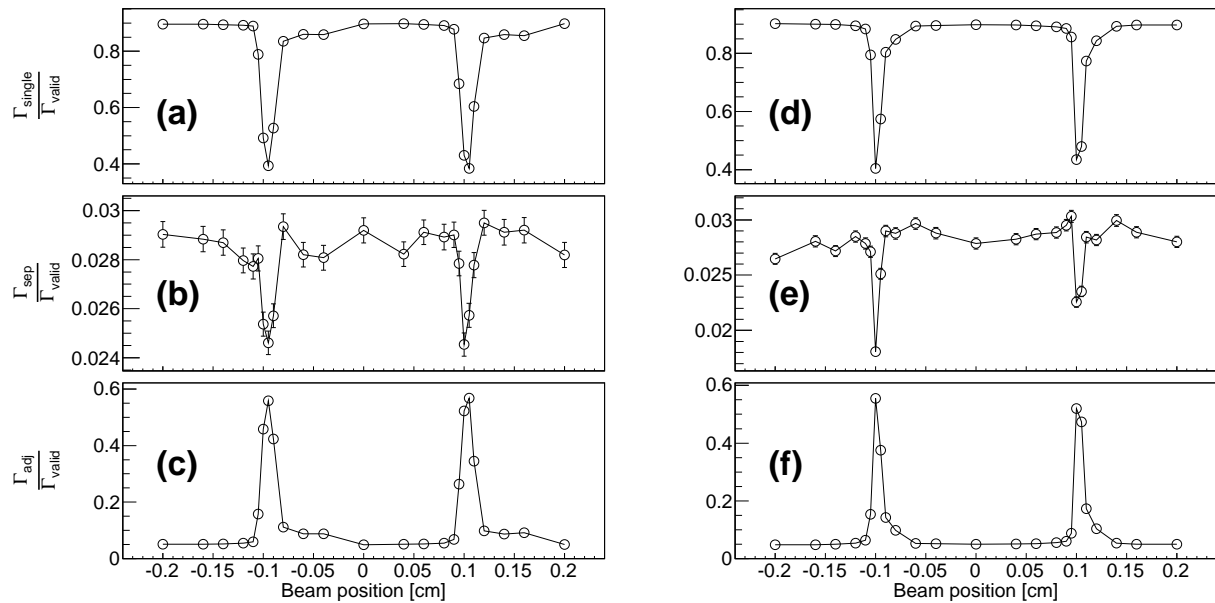 0.8
0.6
0.4
Γsingle
Γvalid
(a)
0.03
0.028
0.026
0.024
Γsep
Γvalid
(b)
0.6
0.4
0.2
0
Γadj
Γvalid
(c)
-0.2 -0.15 -0.1 -0.05 0 0.05 0.1 0.15 0.2
Beam position [cm]
0.8
0.6
0.4
(d)
0.03
0.025
0.02
(e)
0.6
0.4
0.2
0
(f)
-0.2 -0.15 -0.1 -0.05 0 0.05 0.1 0.15 0.2
Beam position [cm]